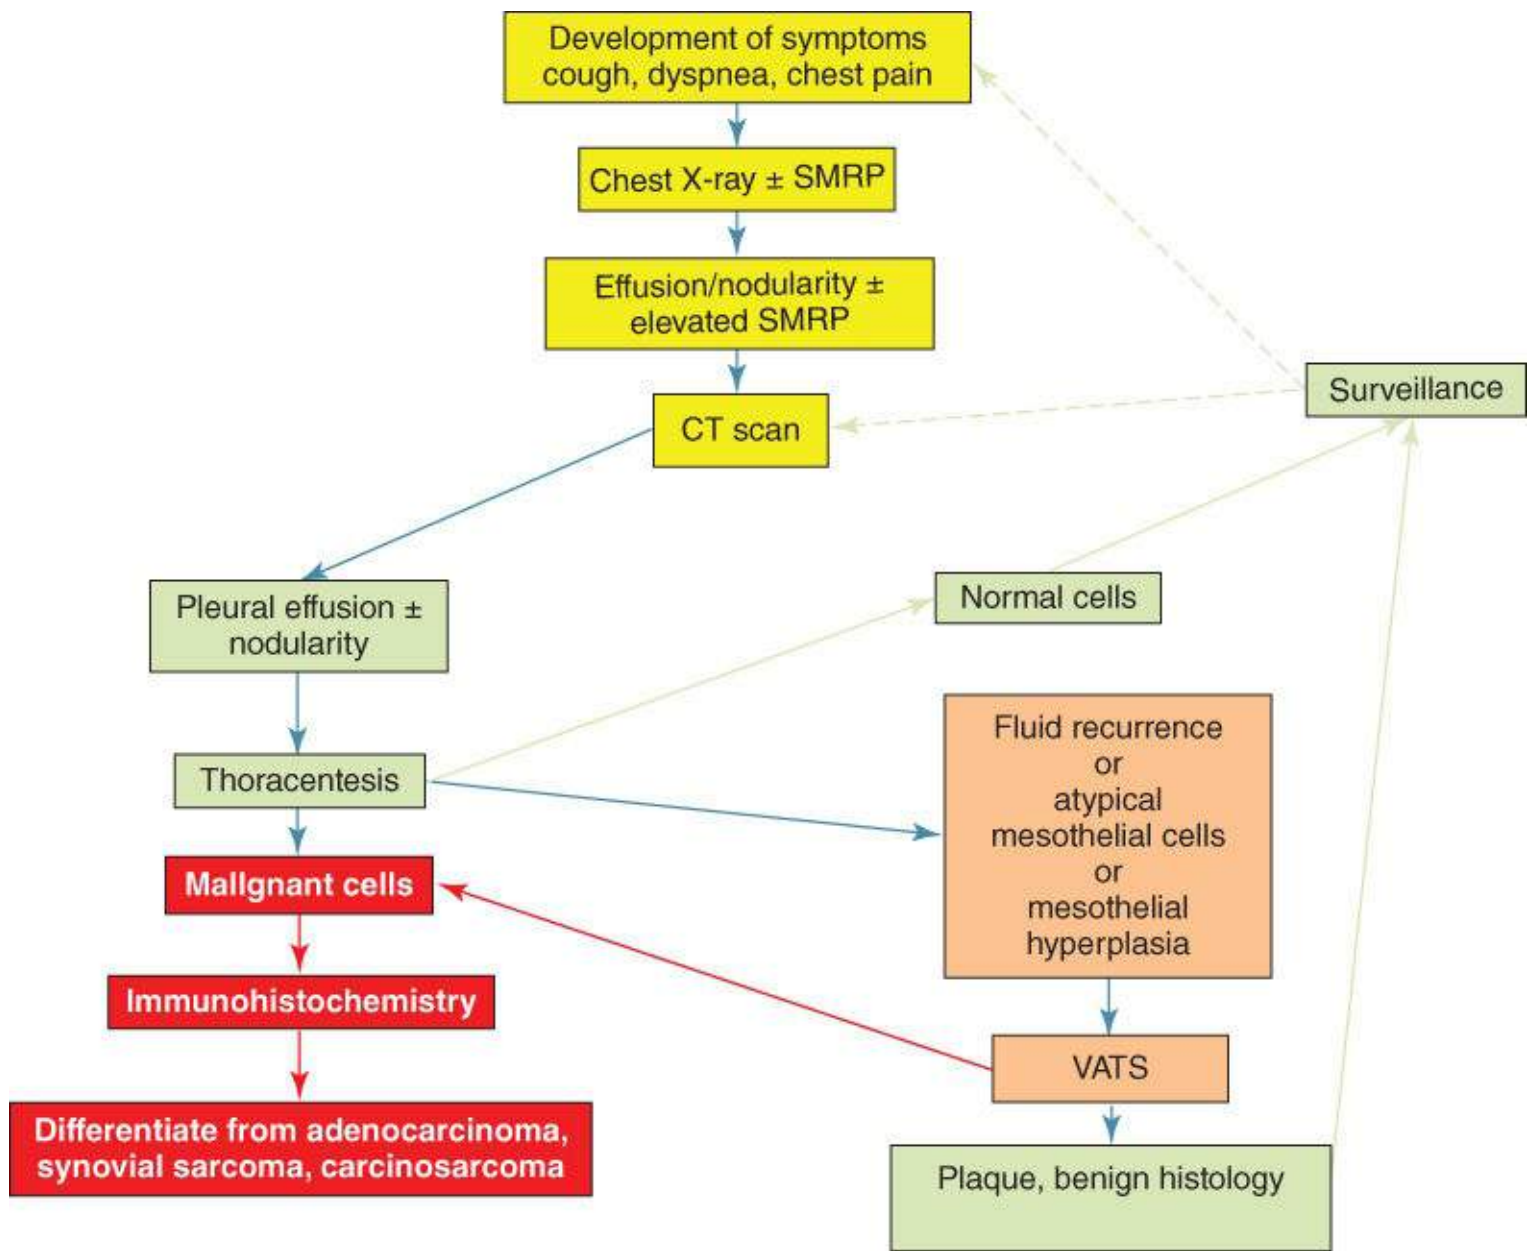 Development of symptoms
cough, dyspnea, chest pain
Chest X-ray ± SMRP
Effusion/nodularity ±
elevated SMRP
CT scan
Surveillance
Pleural effusion ±
nodularity
Normal cells
Thoracentesis
Fluid recurrence
or
atypical
mesothelial cells
or
mesothelial
hyperplasia
Mallgnant cells
Immunohistochemistry
VATS
Differentiate from adenocarcinoma,
synovial sarcoma, carcinosarcoma
Plaque, benign histology